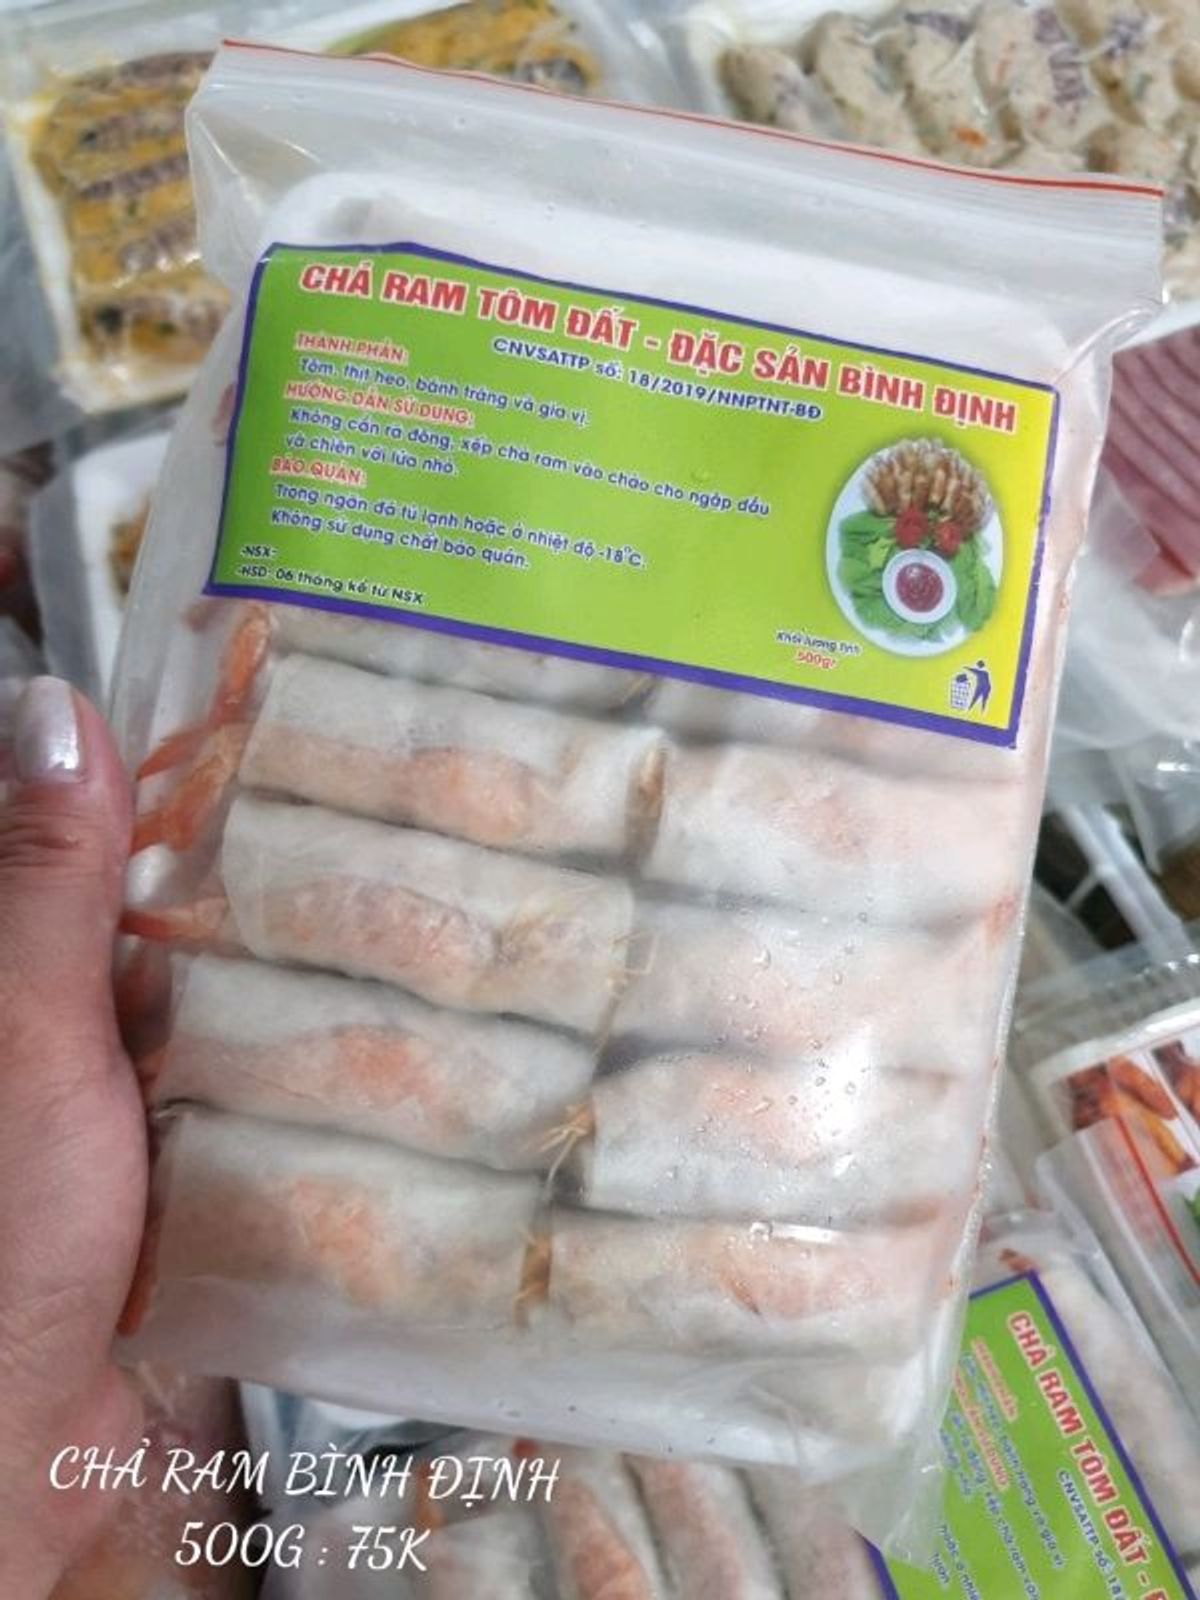 CHẢ RAM TÔM ĐẤT - ĐẶC SẢN BÌNH ĐỊNH
CNVSATTP số: 18/2019/NNPTNT-BĐ
THÀNH PHẦN:
Tôm, thịt heo, bánh tráng và gia vị.
HƯỚNG DẪN SỬ DỤNG:
Không cần rã đông, xếp chả ram vào chảo cho ngập dầu
và chiên với lửa nhỏ.
BẢO QUẢN:
Trong ngăn đá tủ lạnh hoặc ở nhiệt độ -18°C.
Không sử dụng chất bảo quản.
-NSX:
-HSD: 06 tháng kể từ NSX
Khối lượng tịnh
500gr
CHẢ RAM TÔM ĐẤT -
CNVSATTP số: 18/
CHẢ RAM BÌNH ĐỊNH
500G : 75K